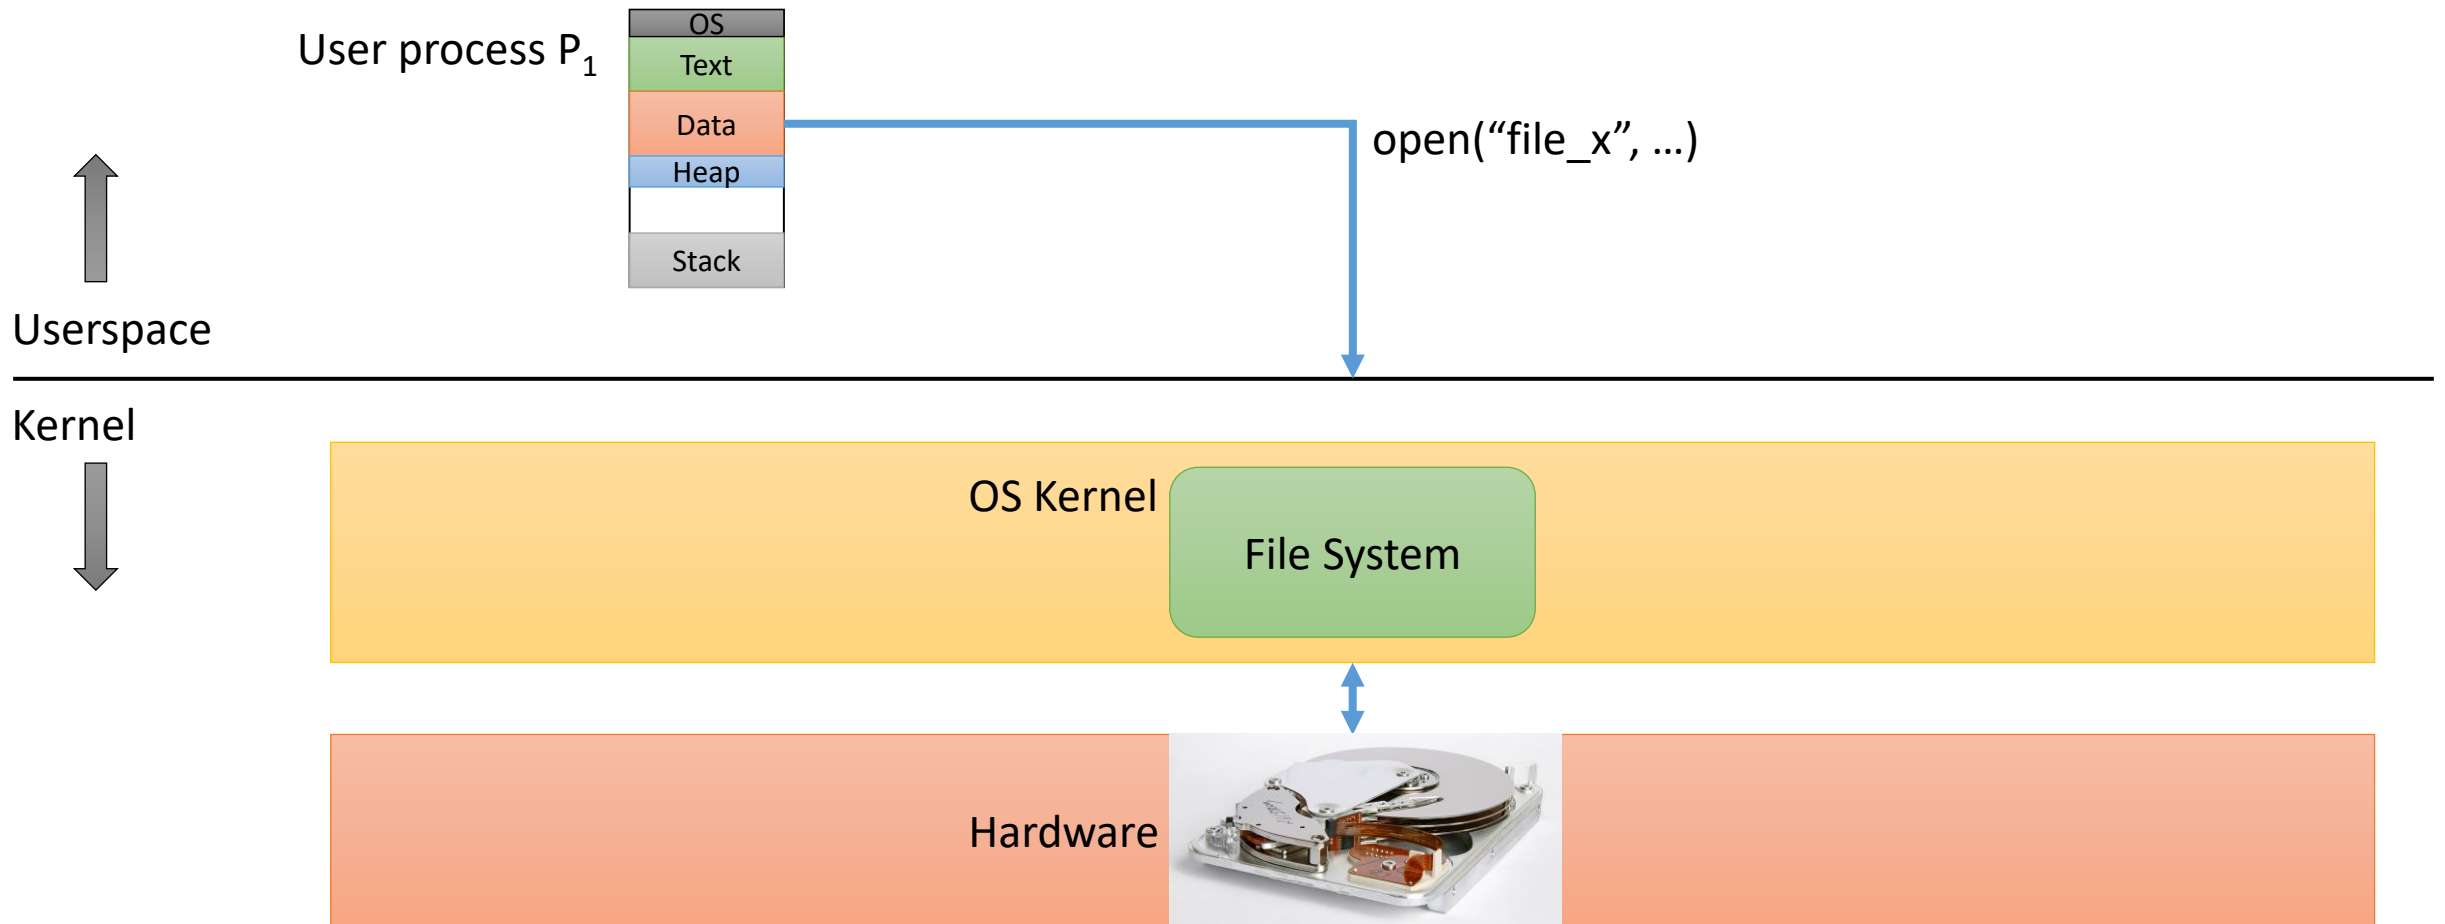 OS
User process P₁
Text
Data
open(“file_x”, …)
Heap
Stack
Userspace
Kernel
OS Kernel
File System
Hardware